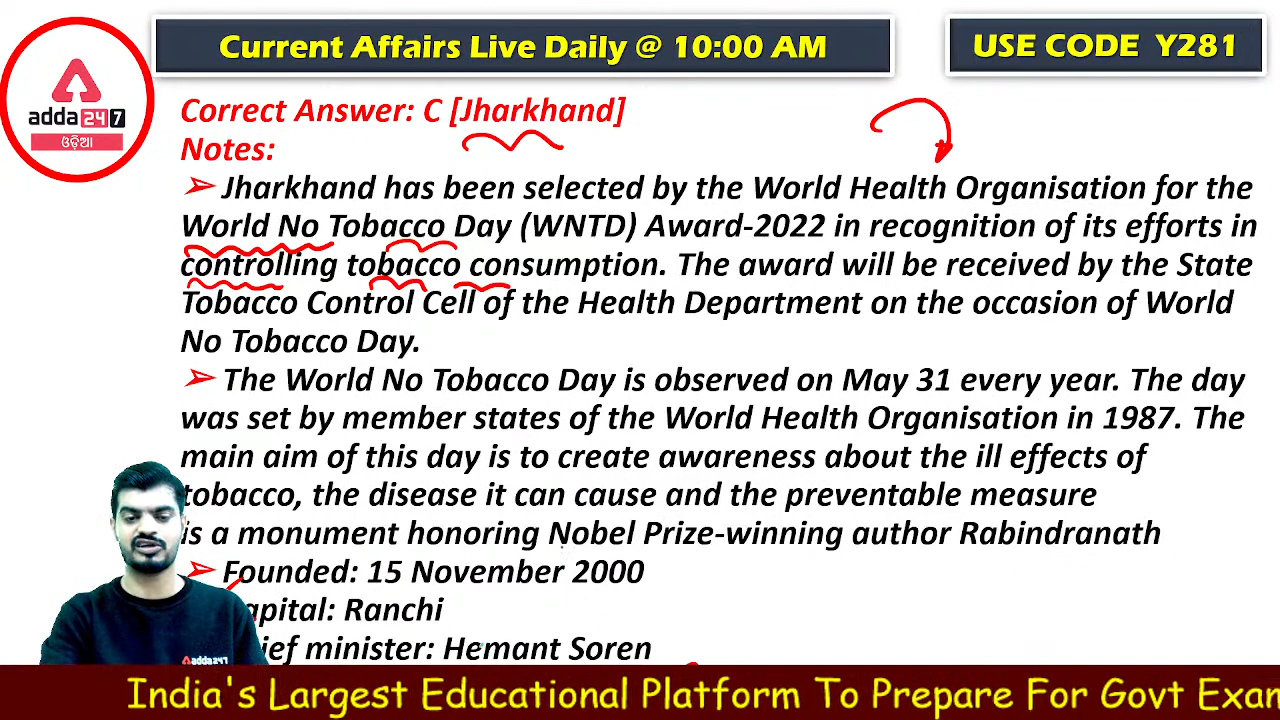 Current Affairs Live Daily @ 10:00 AM
USE CODE Y281
adda247
ଓଡ଼ିଆ
Correct Answer: C [Jharkhand]
Notes:
➢ Jharkhand has been selected by the World Health Organisation for the
World No Tobacco Day (WNTD) Award-2022 in recognition of its efforts in
controlling tobacco consumption. The award will be received by the State
Tobacco Control Cell of the Health Department on the occasion of World
No Tobacco Day.
➢ The World No Tobacco Day is observed on May 31 every year. The day
was set by member states of the World Health Organisation in 1987. The
main aim of this day is to create awareness about the ill effects of
tobacco, the disease it can cause and the preventable measure
is a monument honoring Nobel Prize-winning author Rabindranath
➢ Founded: 15 November 2000
apital: Ranchi
ief minister: Hemant Soren
adda247
India's Largest Educational Platform To Prepare For Govt Exam